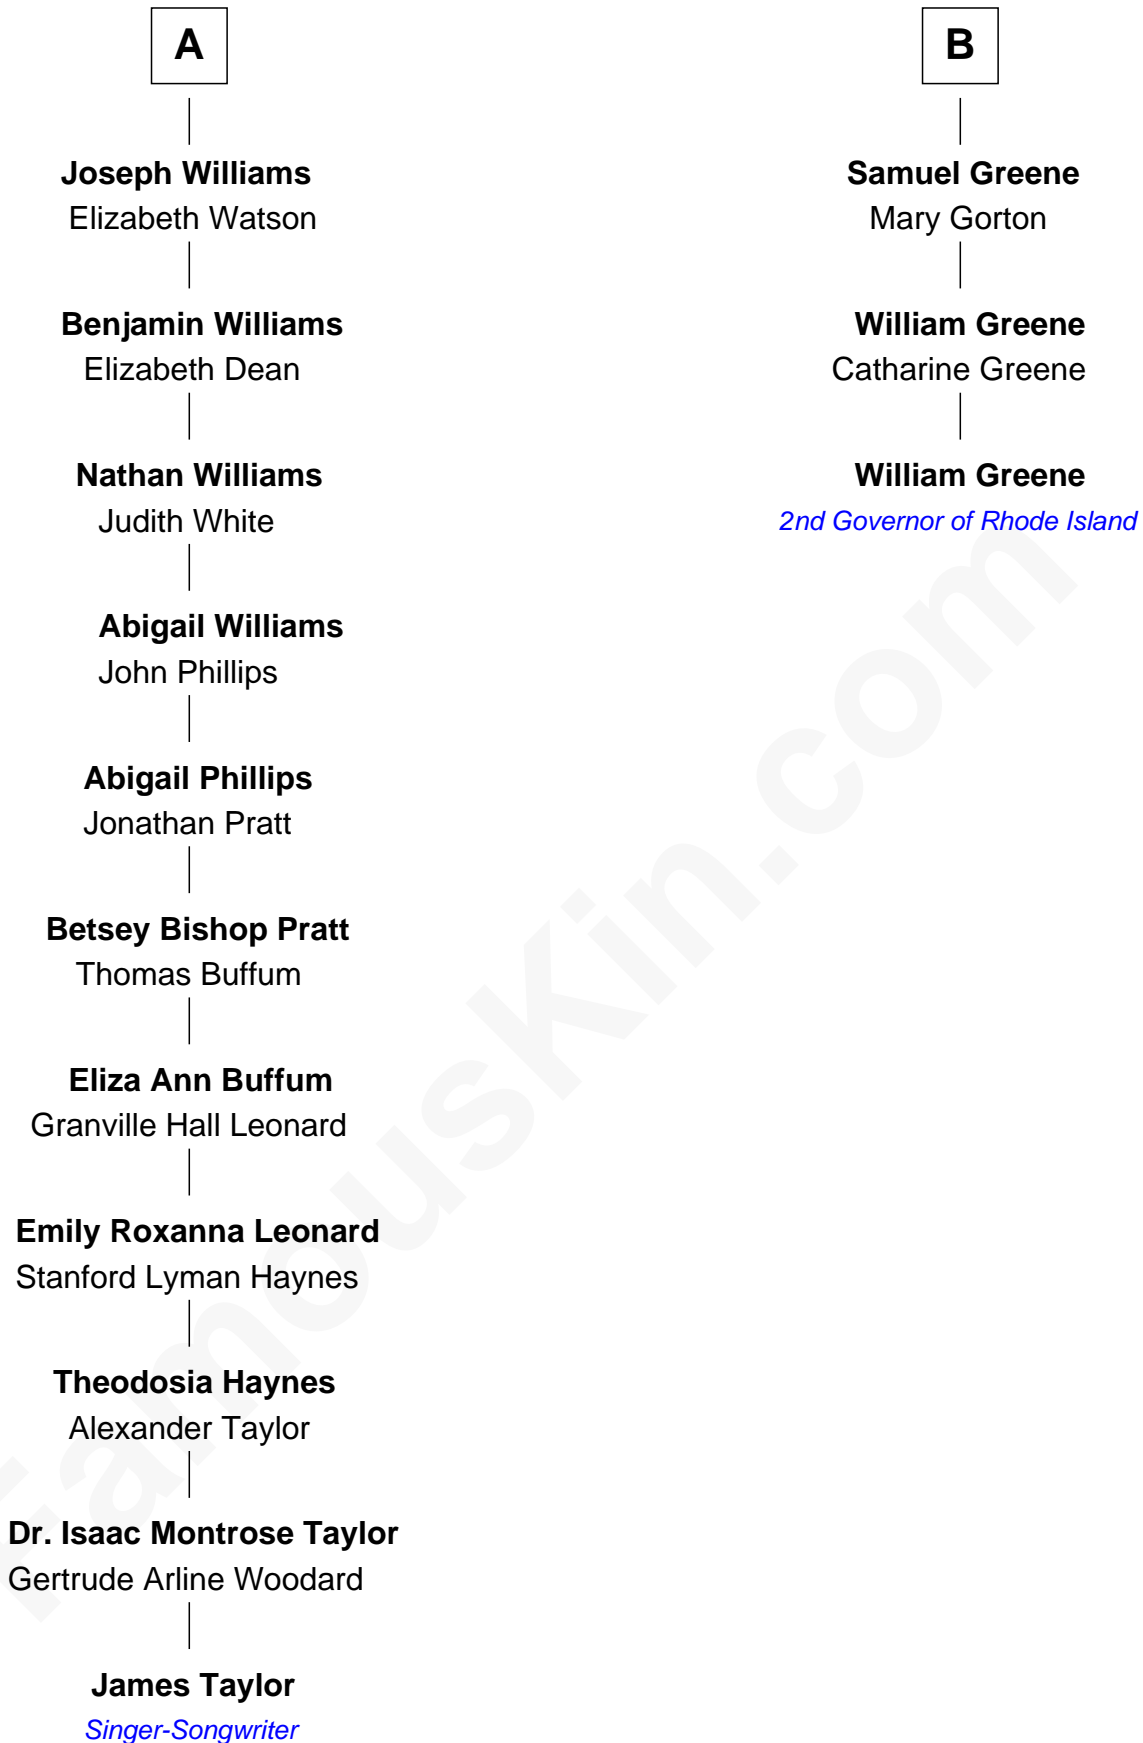 A
Joseph Williams
Elizabeth Watson
Benjamin Williams
Elizabeth Dean
Nathan Williams
Judith White
Abigail Williams
John Phillips
Abigail Phillips
Jonathan Pratt
Betsey Bishop Pratt
Thomas Buffum
Eliza Ann Buffum
Granville Hall Leonard
Emily Roxanna Leonard
Stanford Lyman Haynes
Theodosia Haynes
Alexander Taylor
Dr. Isaac Montrose Taylor
Gertrude Arline Woodard
James Taylor
Singer-Songwriter
B
Samuel Greene
Mary Gorton
William Greene
Catharine Greene
William Greene
2nd Governor of Rhode Island
FamousKin.com